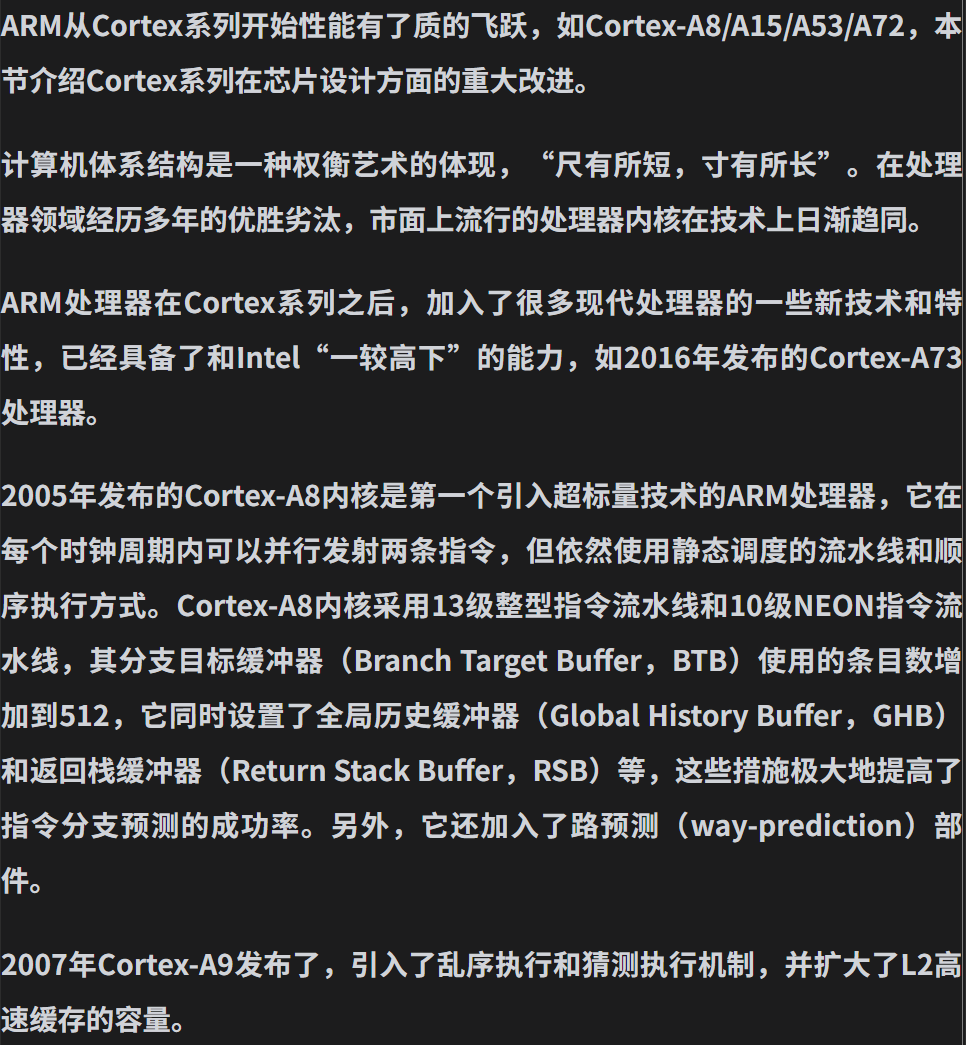 ARM从Cortex系列开始性能有了质的飞跃，如Cortex-A8/A15/A53/A72，本
节介绍Cortex系列在芯片设计方面的重大改进。
计算机体系结构是一种权衡艺术的体现，“尺有所短，寸有所长”。在处理
器领域经历多年的优胜劣汰，市面上流行的处理器内核在技术上日渐趋同。
ARM处理器在Cortex系列之后，加入了很多现代处理器的一些新技术和特
性，已经具备了和Intel“一较高下”的能力，如2016年发布的Cortex-A73
处理器。
2005年发布的Cortex-A8内核是第一个引入超标量技术的ARM处理器，它在
每个时钟周期内可以并行发射两条指令，但依然使用静态调度的流水线和顺
序执行方式。Cortex-A8内核采用13级整型指令流水线和10级NEON指令流
水线，其分支目标缓冲器（Branch Target Buffer，BTB）使用的条目数增
加到512，它同时设置了全局历史缓冲器（Global History Buffer，GHB）
和返回栈缓冲器（Return Stack Buffer，RSB）等，这些措施极大地提高了
指令分支预测的成功率。另外，它还加入了路预测（way-prediction）部
件。
2007年Cortex-A9发布了，引入了乱序执行和猜测执行机制，并扩大了L2高
速缓存的容量。